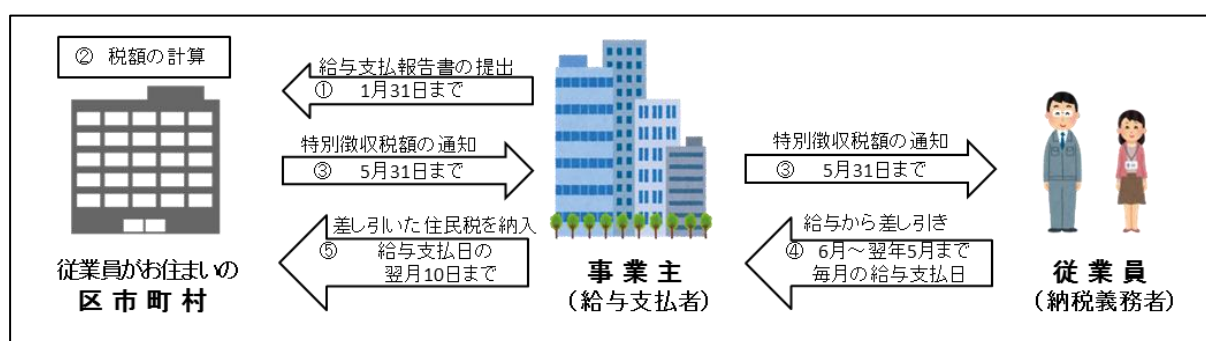 ② 税額の計算
給与支払報告書の提出
① 1月31日まで
特別徴収税額の通知
③ 5月31日まで
差し引いた住民税を納入
⑤ 給与支払日の
翌月10日まで
従業員がお住まいの
区市町村
事業主
(給与支払者)
特別徴収税額の通知
③ 5月31日まで
給与から差し引き
④ 6月～翌年5月まで
毎月の給与支払日
従業員
(納税義務者)